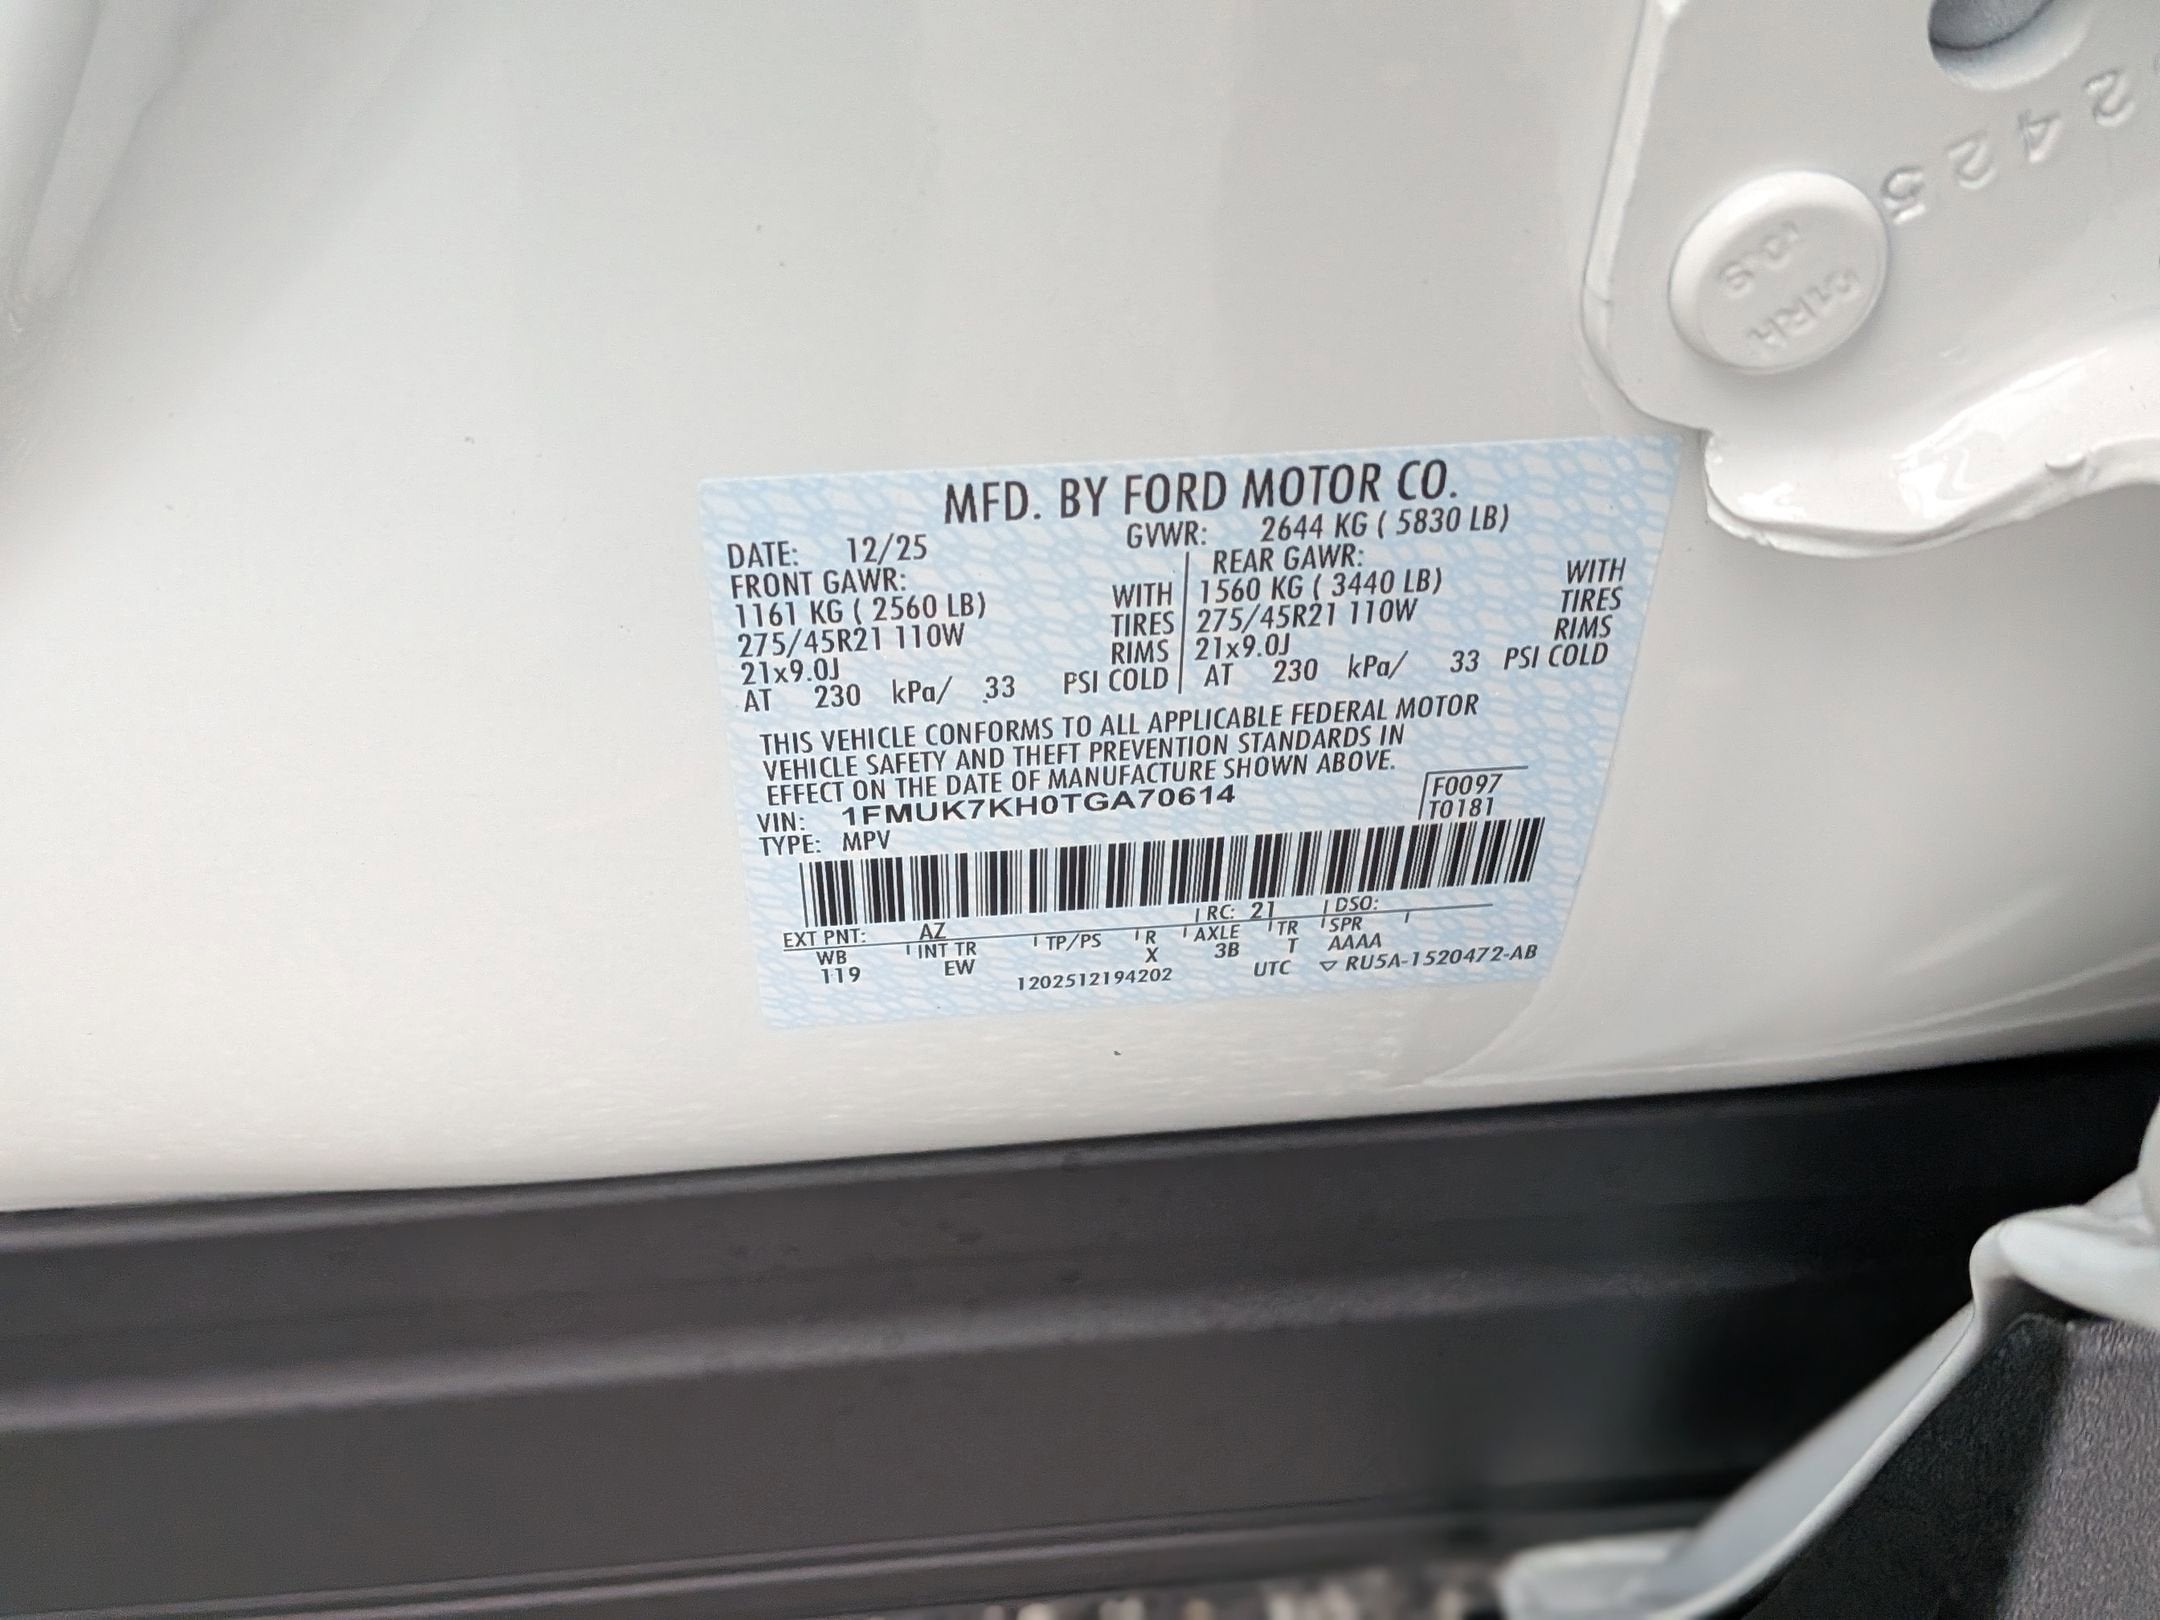 MFD. BY FORD MOTOR CO.
DATE: 12/25 GVWR: 2644 KG ( 5830 LB)
FRONT GAWR: REAR GAWR:
1161 KG ( 2560 LB) WITH 1560 KG ( 3440 LB) WITH
275/45R21 110W TIRES 275/45R21 110W TIRES
21x9.0J RIMS 21x9.0J RIMS
AT 230 kPa/ 33 PSI COLD AT 230 kPa/ 33 PSI COLD
THIS VEHICLE CONFORMS TO ALL APPLICABLE FEDERAL MOTOR
VEHICLE SAFETY AND THEFT PREVENTION STANDARDS IN
EFFECT ON THE DATE OF MANUFACTURE SHOWN ABOVE.
VIN: 1FMUK7KH0TGA70614 F0097
TYPE: MPV T0181
EXT PNT: AZ RC: 21 DSO:
WB INT TR TP/PS R AXLE TR SPR
119 EW X 3B T AAAA
1202512194202 UTC ▽ RU5A-1520472-AB
2425